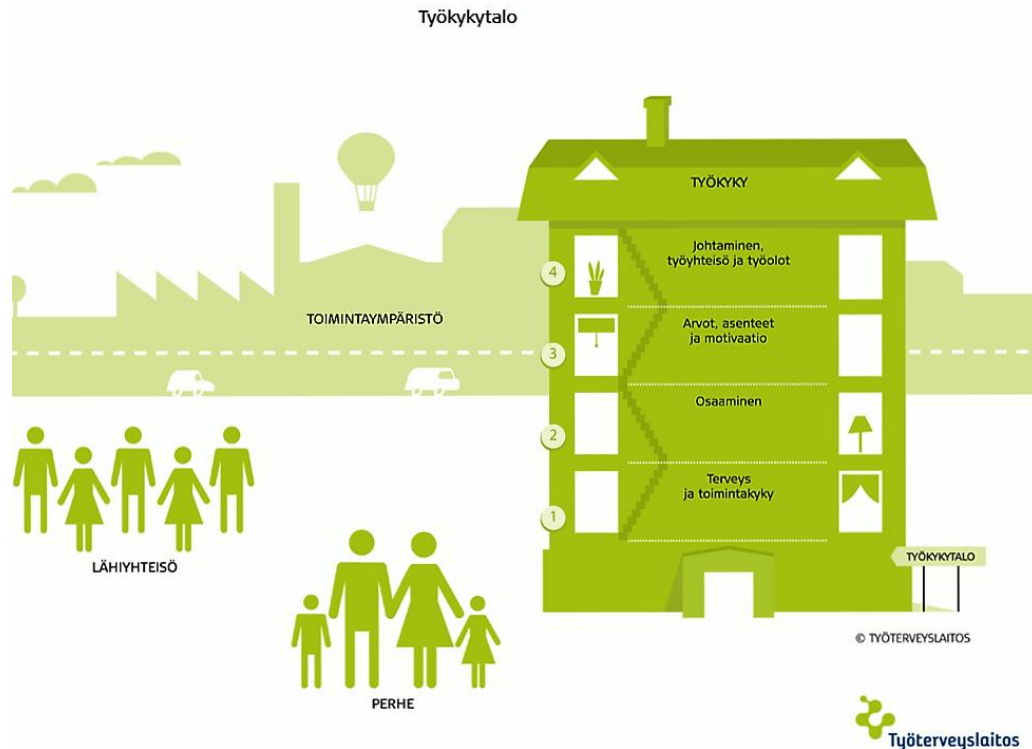 Työkykytalo
TYÖKYKY
4
Johtaminen,
työyhteisö ja työolot
TOIMINTAYMPÄRISTÖ
3
Arvot, asenteet
ja motivaatio
2
Osaaminen
1
Terveys
ja toimintakyky
LÄHIYHTEISÖ
PERHE
TYÖKYKYTALO
© TYÖTERVEYSLAITOS
Työterveyslaitos